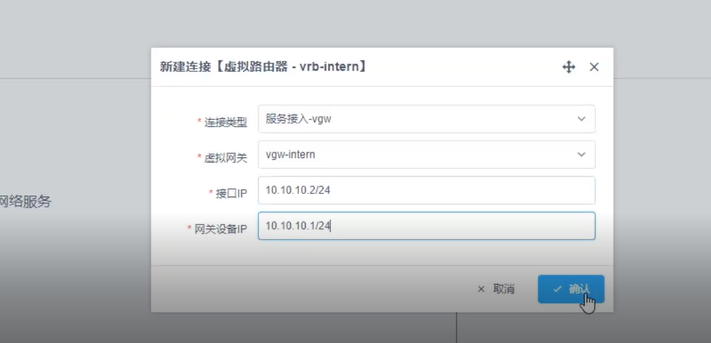 新建连接【虚拟路由器 - vrb-intern】
* 连接类型 服务接入-vgw
* 虚拟网关 vgw-intern
* 接口IP 10.10.10.2/24
网络服务
* 网关设备IP 10.10.10.1/24
× 取消 ✓ 确认